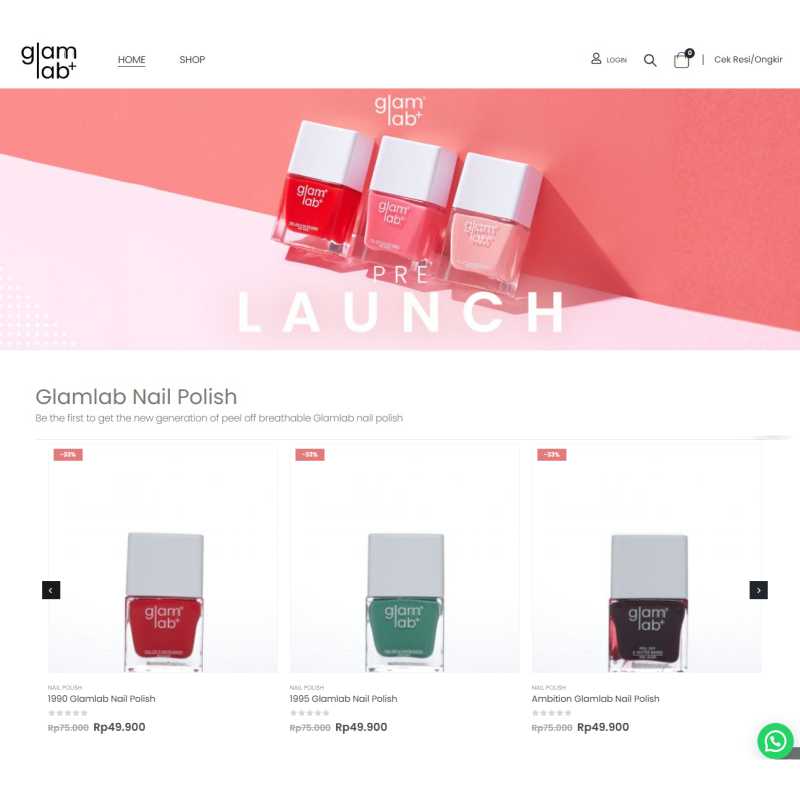 glam
lab+
HOME
SHOP
LOGIN
0
| Cek Resi/Ongkir
glam
lab+
glam
lab+
glam
lab+
glam
lab+
PRE
LAUNCH
Glamlab Nail Polish
Be the first to get the new generation of peel off breathable Glamlab nail polish
-33%
-33%
-33%
glam
lab+
glam
lab+
glam
lab+
PEEL OFF
& WATER BASED
NAIL POLISH
1990 Glamlab Nail Polish
Rp75.000 Rp49.900
NAIL POLISH
1995 Glamlab Nail Polish
Rp75.000 Rp49.900
NAIL POLISH
Ambition Glamlab Nail Polish
Rp75.000 Rp49.900